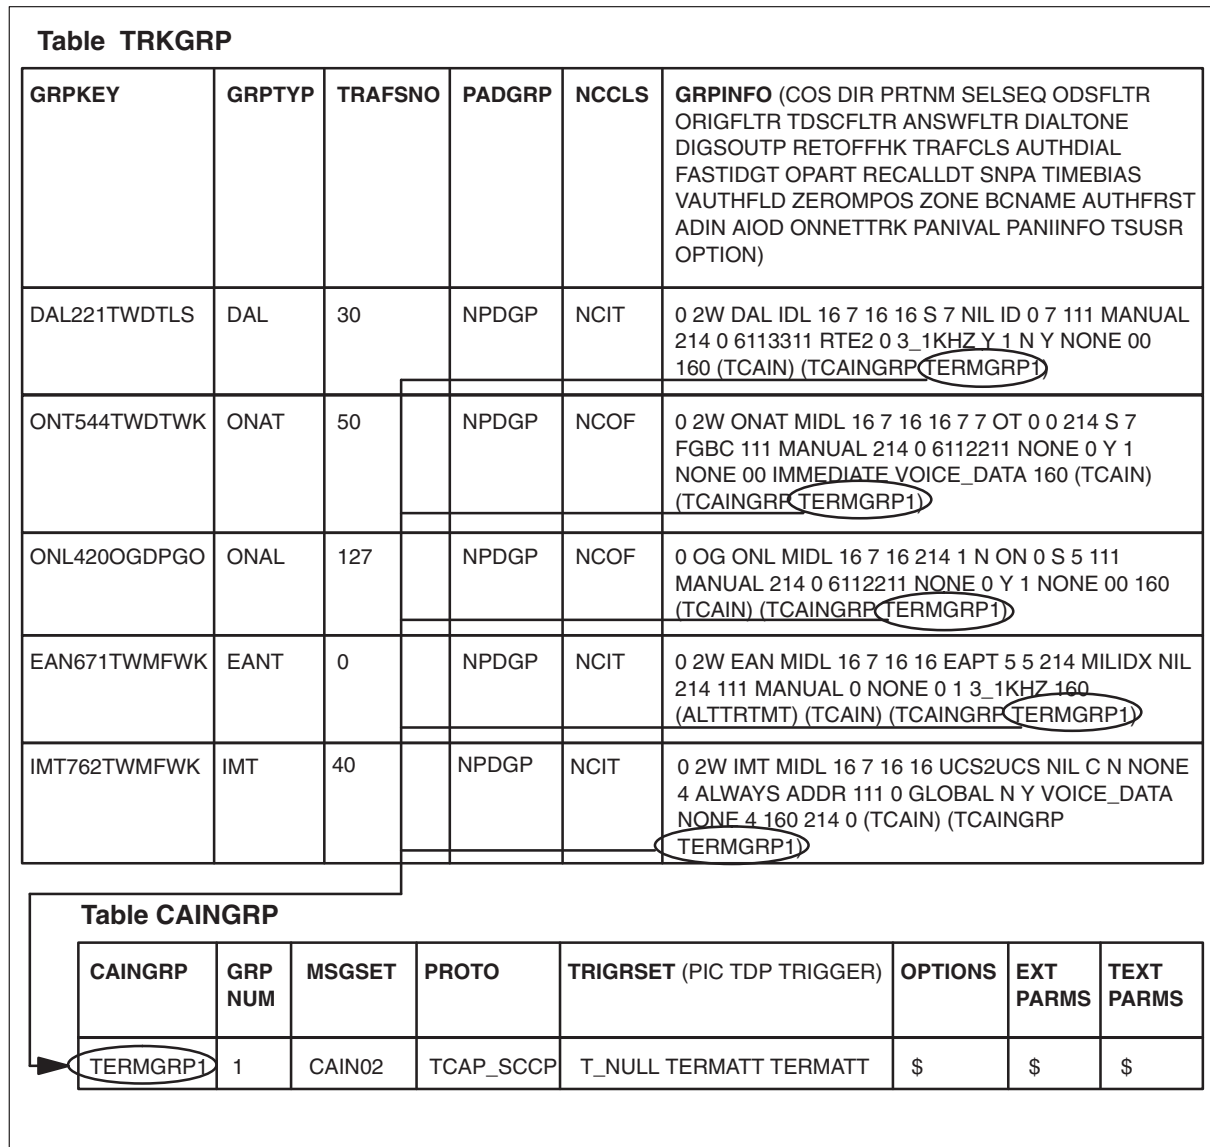 Table TRKGRP
GRPKEY GRPTYP TRAFSNO PADGRP NCCLS GRPINFO (COS DIR PRTNM SELSEQ ODSFLTR
ORIGFLTR TDSCFLTR ANSWFLTR DIALTONE
DIGSOUTP RETOFFHK TRAFCLS AUTHDIAL
FASTIDGT OPART RECALLDT SNPA TIMEBIAS
VAUTHFLD ZEROMPOS ZONE BCNAME AUTHFRST
ADIN AIOD ONNETTRK PANIVAL PANIINFO TSUSR
OPTION)
DAL221TWDTLS DAL 30 NPDGP NCIT 0 2W DAL IDL 16 7 16 16 S 7 NIL ID 0 7 111 MANUAL
214 0 6113311 RTE2 0 3_1KHZ Y 1 N Y NONE 00
160 (TCAIN) (TCAINGRP TERMGRP1)
ONT544TWDTWK ONAT 50 NPDGP NCOF 0 2W ONAT MIDL 16 7 16 16 7 7 OT 0 0 214 S 7
FGBC 111 MANUAL 214 0 6112211 NONE 0 Y 1
NONE 00 IMMEDIATE VOICE_DATA 160 (TCAIN)
(TCAINGRP TERMGRP1)
ONL420OGDPGO ONAL 127 NPDGP NCOF 0 OG ONL MIDL 16 7 16 214 1 N ON 0 S 5 111
MANUAL 214 0 6112211 NONE 0 Y 1 NONE 00 160
(TCAIN) (TCAINGRP TERMGRP1)
EAN671TWMFWK EANT 0 NPDGP NCIT 0 2W EAN MIDL 16 7 16 16 EAPT 5 5 214 MILIDX NIL
214 111 MANUAL 0 NONE 0 1 3_1KHZ 160
(ALTTRTMT) (TCAIN) (TCAINGRP TERMGRP1)
IMT762TWMFWK IMT 40 NPDGP NCIT 0 2W IMT MIDL 16 7 16 16 UCS2UCS NIL C N NONE
4 ALWAYS ADDR 111 0 GLOBAL N Y VOICE_DATA
NONE 4 160 214 0 (TCAIN) (TCAINGRP
TERMGRP1)
Table CAINGRP
CAINGRP GRP MSGSET PROTO TRIGRSET (PIC TDP TRIGGER) OPTIONS EXT TEXT
NUM PARMS PARMS
TERMGRP1 1 CAIN02 TCAP_SCCP T_NULL TERMATT TERMATT $ $ $